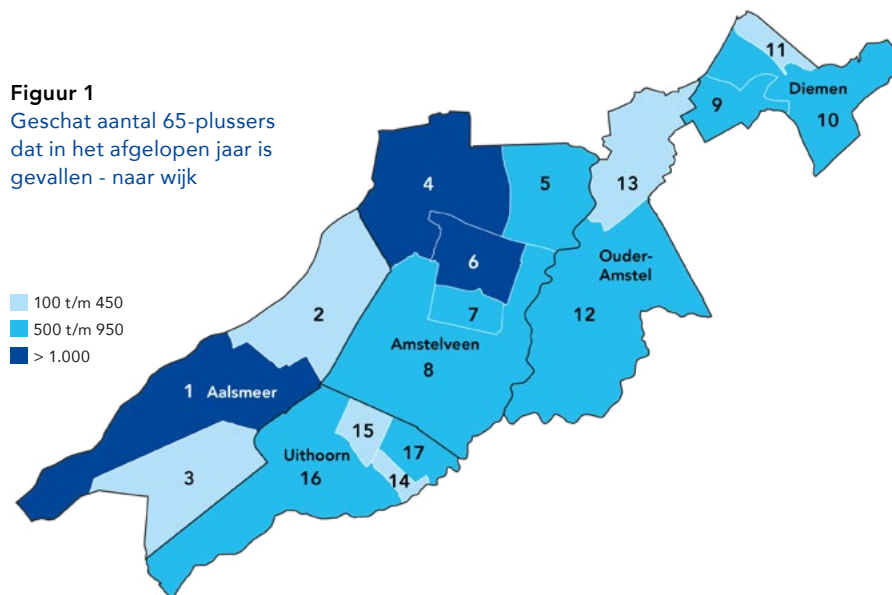 Figuur 1
Geschat aantal 65-plussers
dat in het afgelopen jaar is
gevallen - naar wijk
100 t/m 450
500 t/m 950
> 1.000
11
Diemen
9
10
4
5
13
6
Ouder-
Amstel
2
7
12
Amstelveen
8
1 Aalsmeer
15
17
Uithoorn
16
14
3